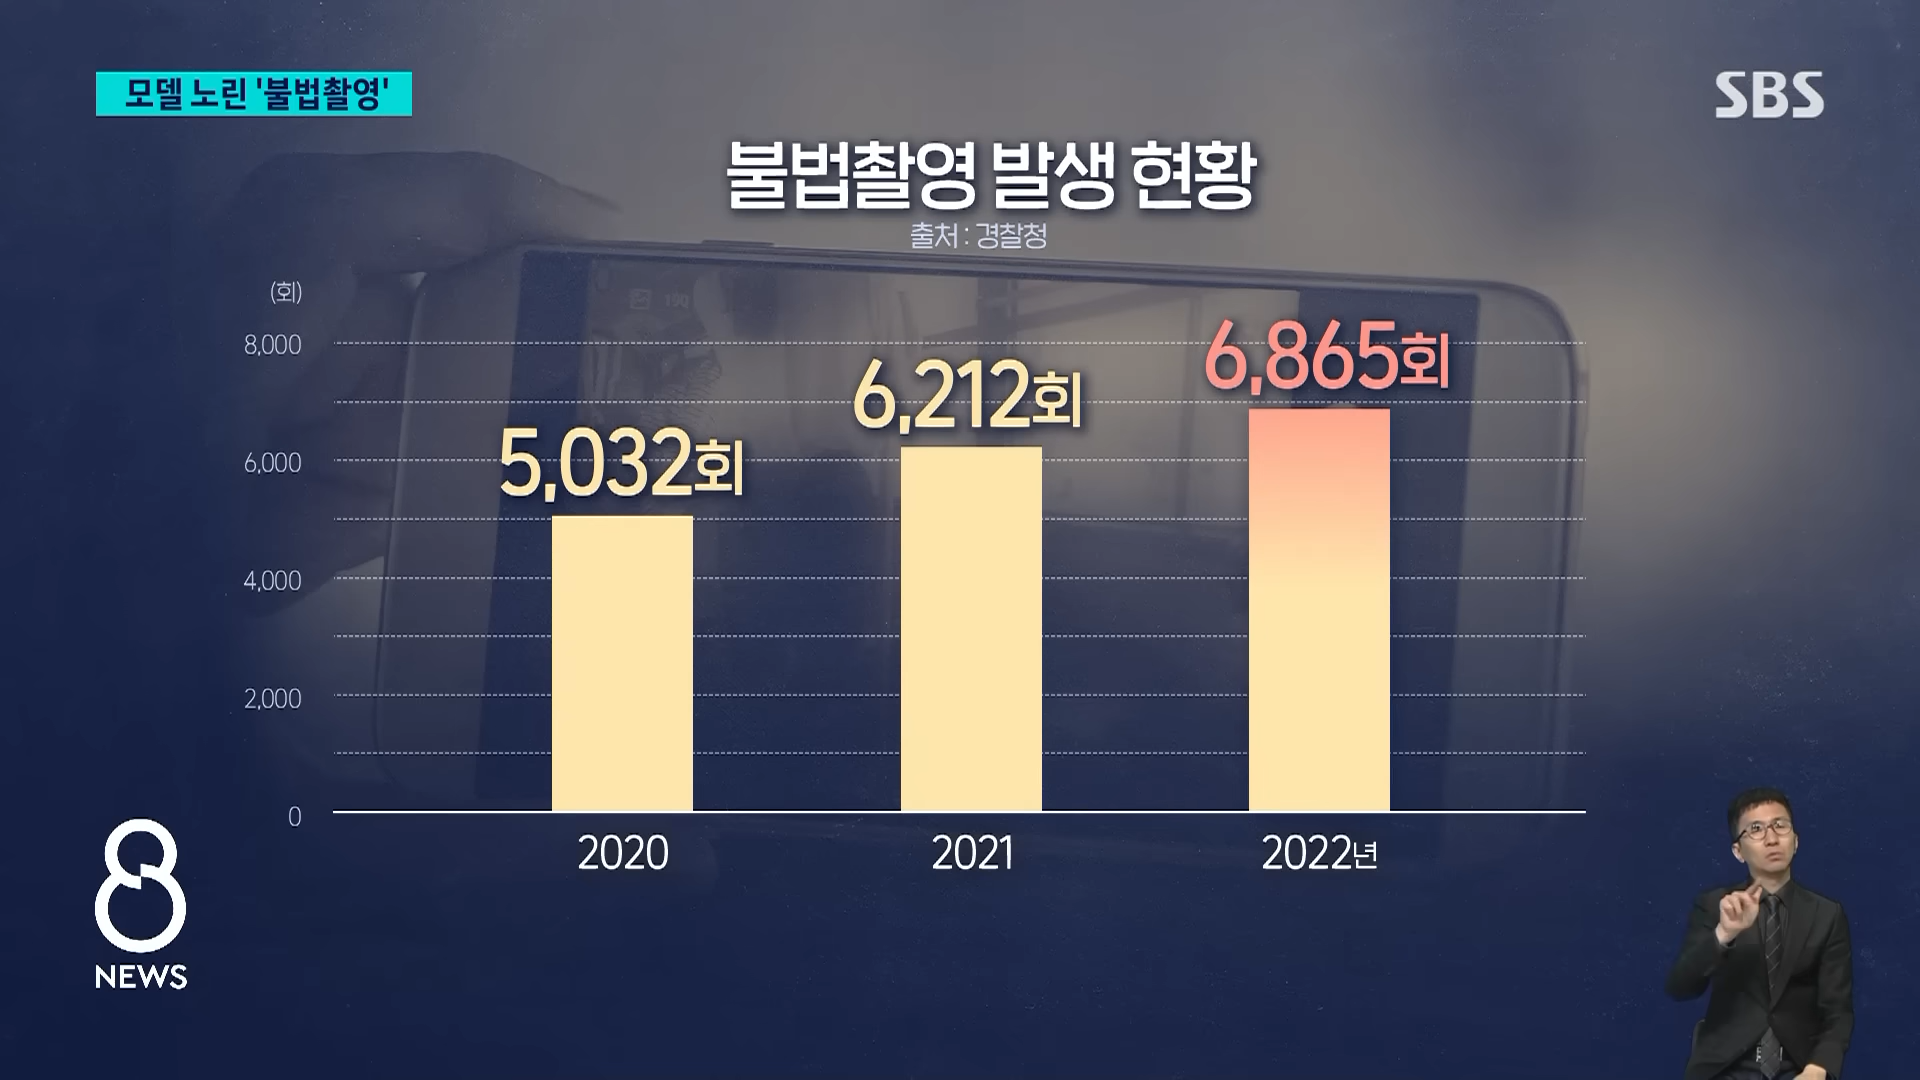 모델 노린 '불법촬영'
SBS
불법촬영 발생 현황
출처 : 경찰청
(회)
8,000
6,000
4,000
2,000
0
5,032회
6,212회
6,865회
2020
2021
2022년
190
8
NEWS